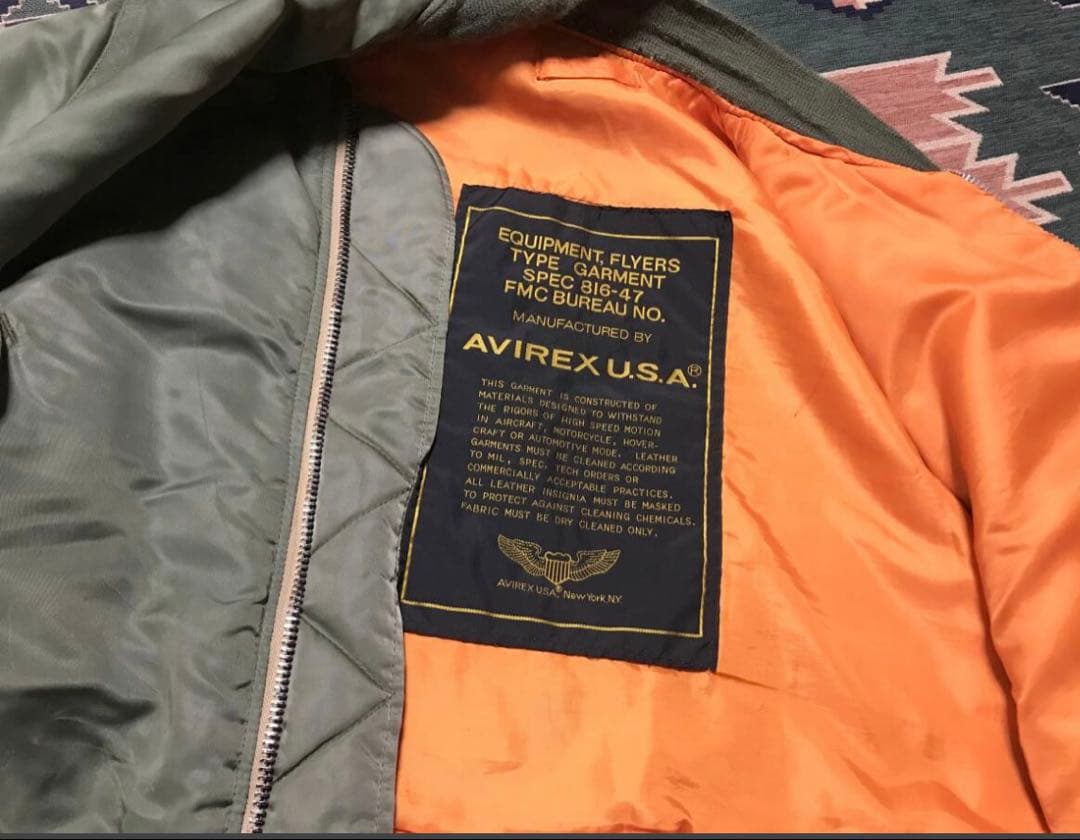 EQUIPMENT, FLYERS
TYPE GARMENT
SPEC 816-47
FMC BUREAU NO.
MANUFACTURED BY
AVIREX U.S.A.®
THIS GARMENT IS CONSTRUCTED OF
MATERIALS DESIGNED TO WITHSTAND
THE RIGORS OF HIGH SPEED MOTION
IN AIRCRAFT, MOTORCYCLE, HOVER-
CRAFT OR AUTOMOTIVE MODE. LEATHER
GARMENTS MUST BE CLEANED ACCORDING
TO MIL. SPEC. TECH ORDERS OR
COMMERCIALLY ACCEPTABLE PRACTICES.
ALL LEATHER INSIGNIA MUST BE MASKED
TO PROTECT AGAINST CLEANING CHEMICALS.
FABRIC MUST BE DRY CLEANED ONLY.
AVIREX USA® New York, NY.